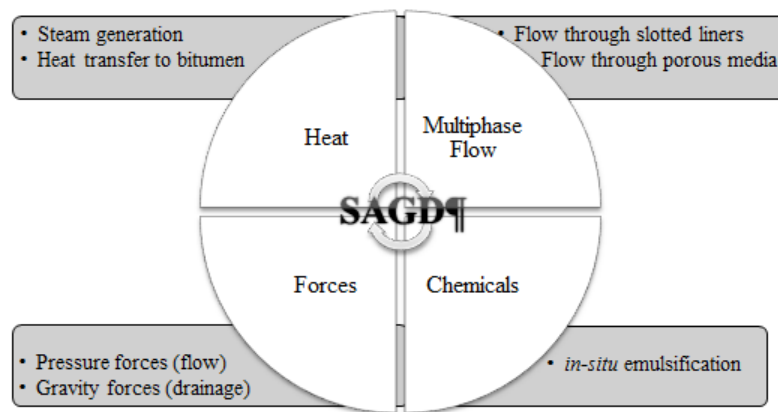 • Steam generation
• Heat transfer to bitumen
• Flow through slotted liners
Flow through porous media
Heat
Multiphase
Flow
SAGD¶
Forces
Chemicals
• Pressure forces (flow)
• Gravity forces (drainage)
• in-situ emulsification